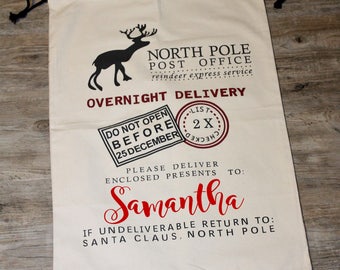 NORTH POLE
POST OFFICE
reindeer express service
OVERNIGHT DELIVERY
DO NOT OPEN
BEFORE
25 DECEMBER
LIST
2 X
CHECKED
PLEASE DELIVER
ENCLOSED PRESENTS TO:
Samantha
IF UNDELIVERABLE RETURN TO:
SANTA CLAUS, NORTH POLE